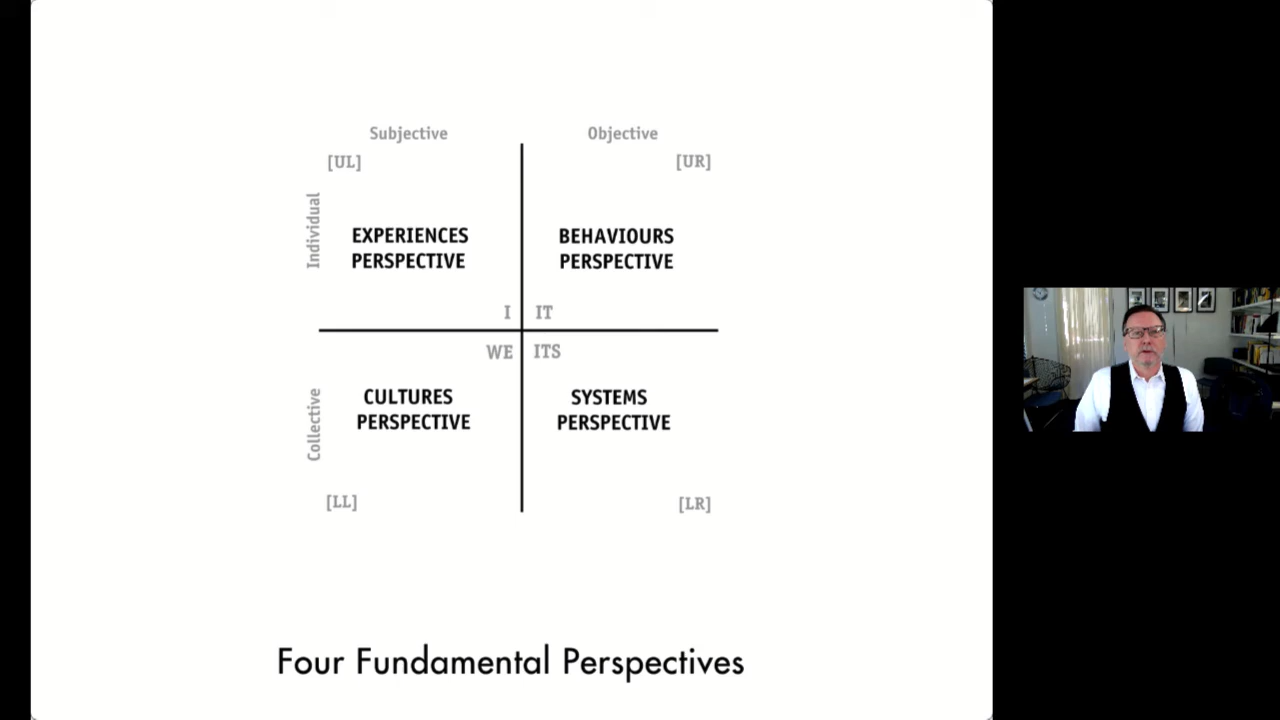 Subjective
Objective
[UL]
[UR]
Individual
EXPERIENCES
PERSPECTIVE
BEHAVIOURS
PERSPECTIVE
I
IT
WE
ITS
Collective
CULTURES
PERSPECTIVE
SYSTEMS
PERSPECTIVE
[LL]
[LR]
Four Fundamental Perspectives